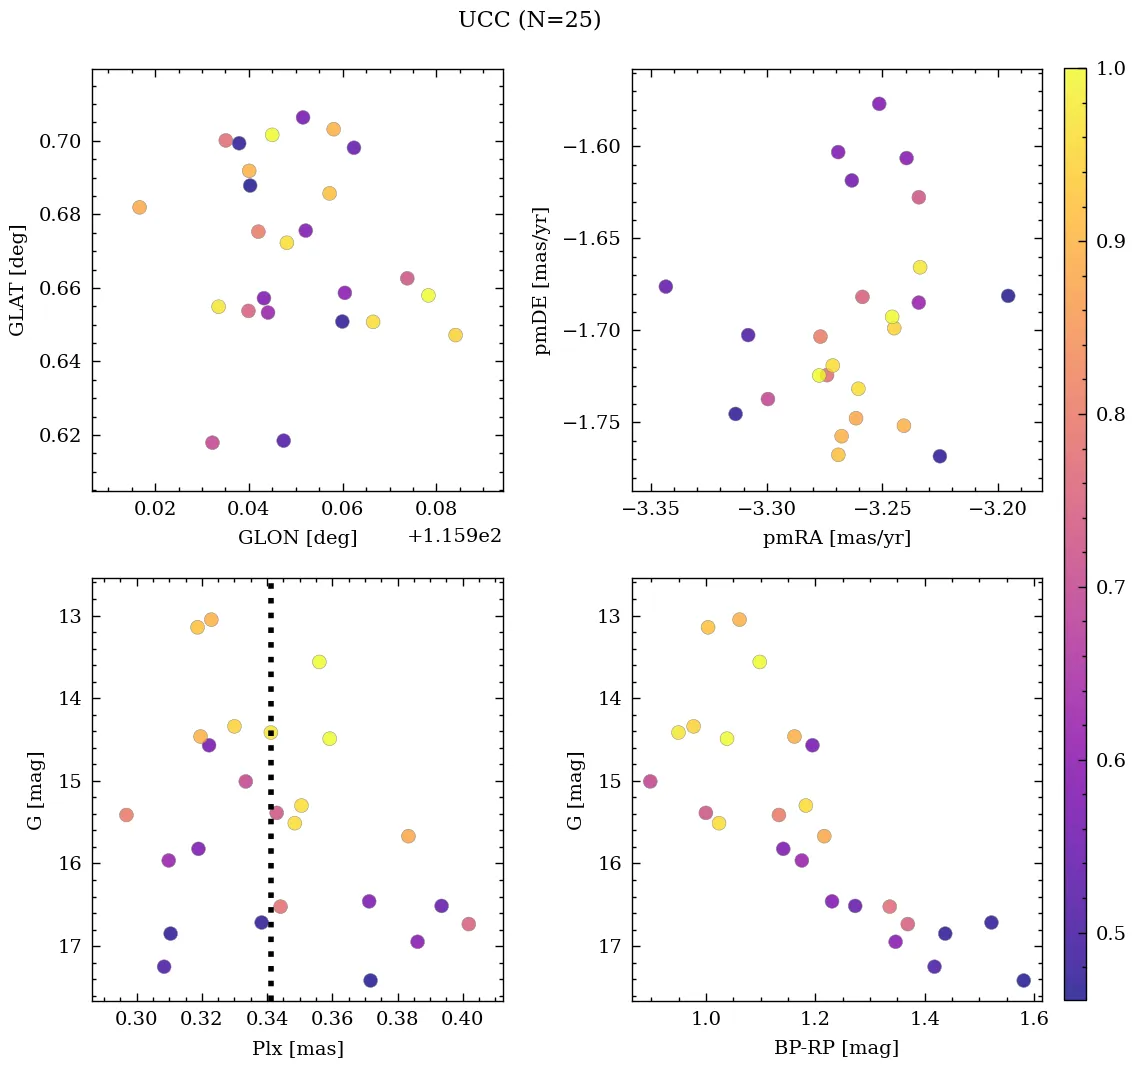 UCC (N=25)
0.70
0.68
0.66
0.64
0.62
GLAT [deg]
0.02 0.04 0.06 0.08
GLON [deg]
+1.159e2
−1.60
−1.65
−1.70
−1.75
pmDE [mas/yr]
−3.35 −3.30 −3.25 −3.20
pmRA [mas/yr]
13
14
15
16
17
G [mag]
0.30 0.32 0.34 0.36 0.38 0.40
Plx [mas]
13
14
15
16
17
G [mag]
1.0 1.2 1.4 1.6
BP-RP [mag]
1.0
0.9
0.8
0.7
0.6
0.5